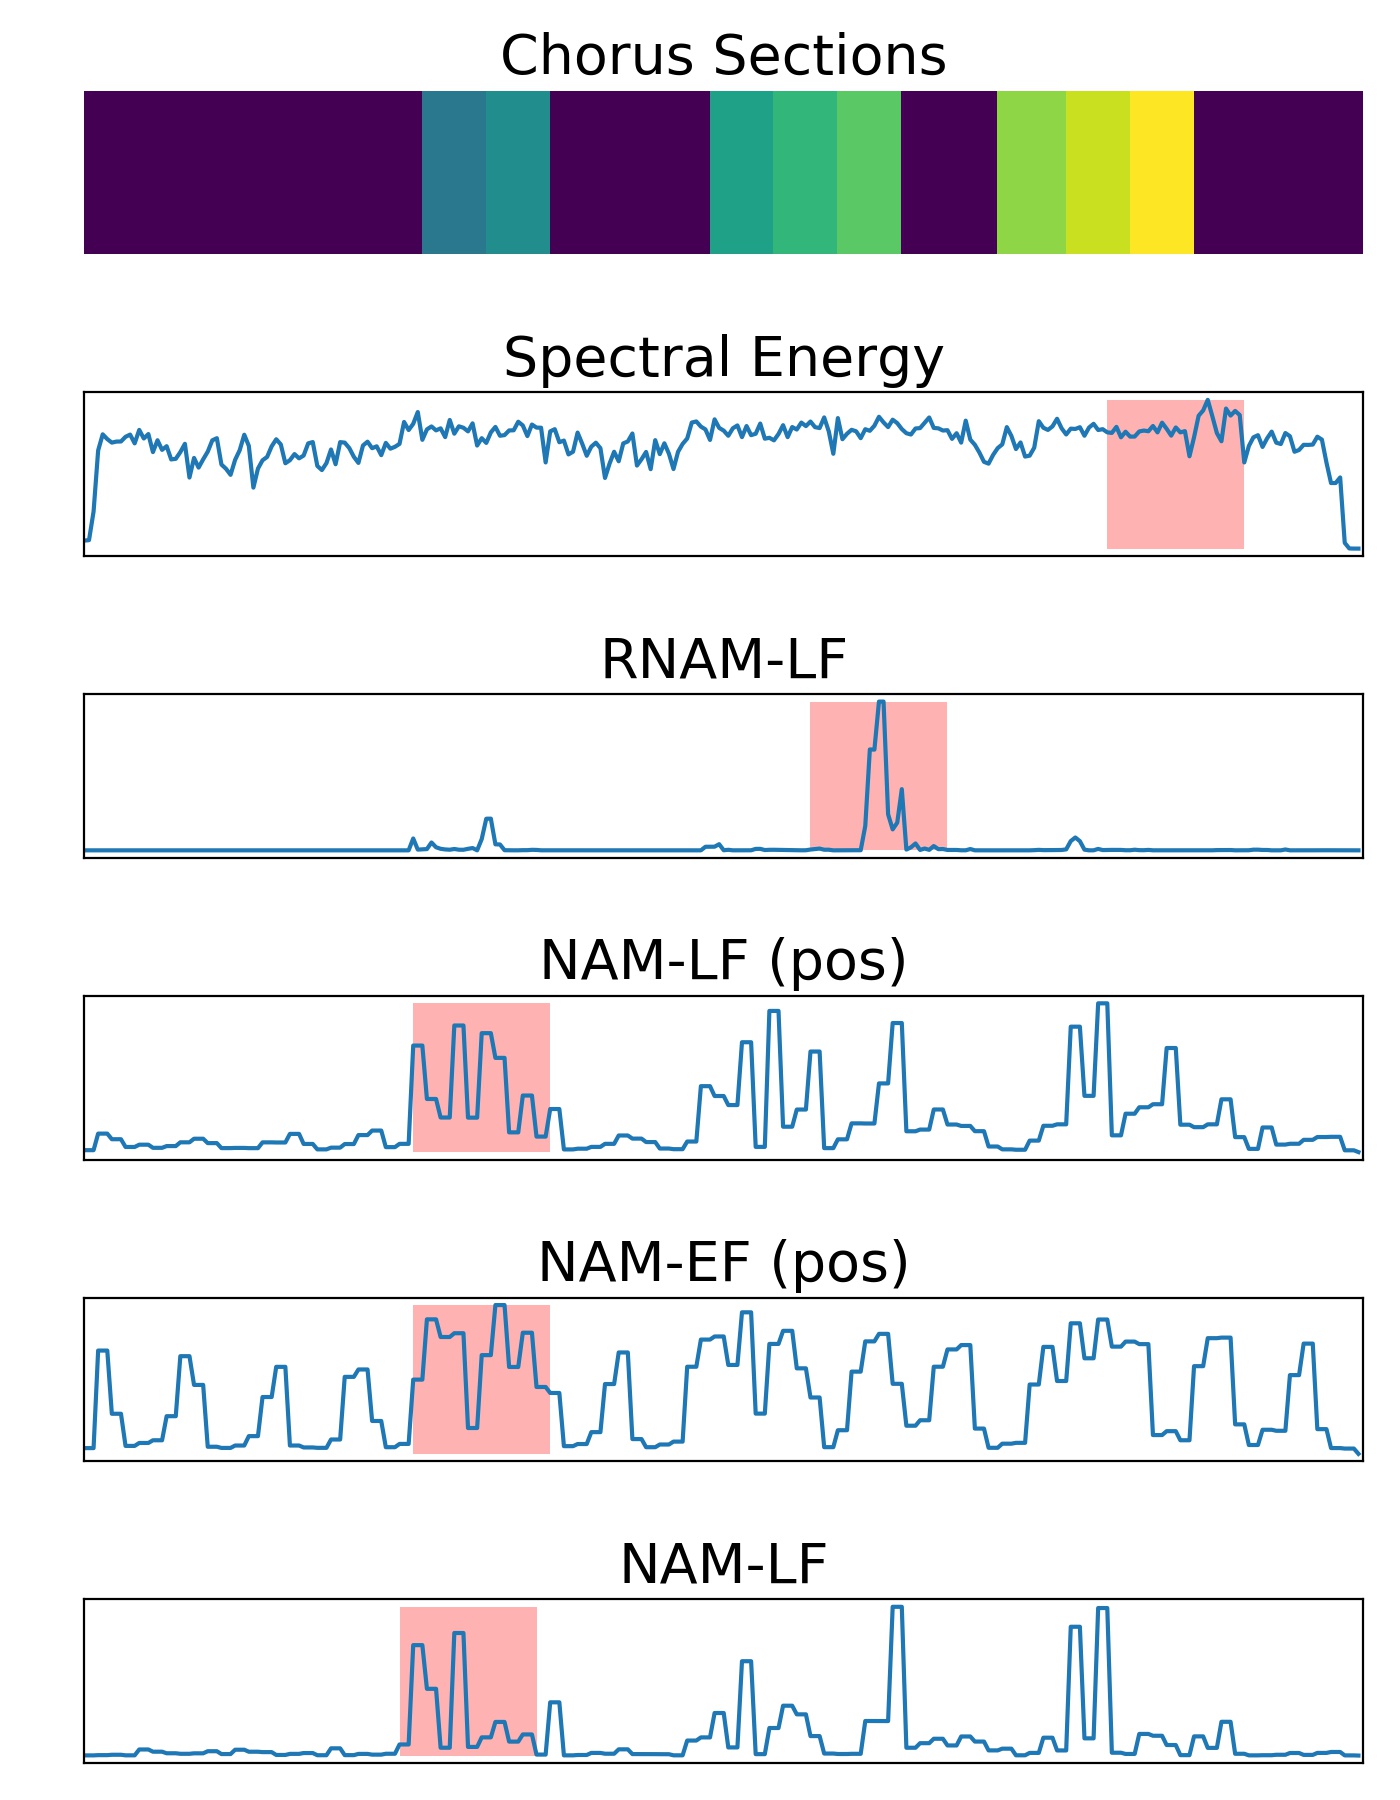 Chorus Sections
Spectral Energy
RNAM-LF
NAM-LF (pos)
NAM-EF (pos)
NAM-LF